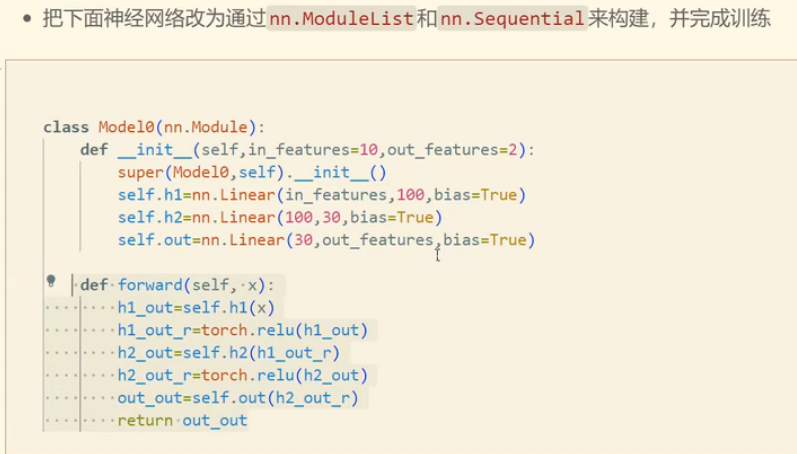 把下面神经网络改为通过nn.ModuleList和nn.Sequential来构建，并完成训练
class Model0(nn.Module):
def __init__(self,in_features=10,out_features=2):
super(Model0,self).__init__()
self.h1=nn.Linear(in_features,100,bias=True)
self.h2=nn.Linear(100,30,bias=True)
self.out=nn.Linear(30,out_features,bias=True)
def forward(self, x):
h1_out=self.h1(x)
h1_out_r=torch.relu(h1_out)
h2_out=self.h2(h1_out_r)
h2_out_r=torch.relu(h2_out)
out_out=self.out(h2_out_r)
return out_out